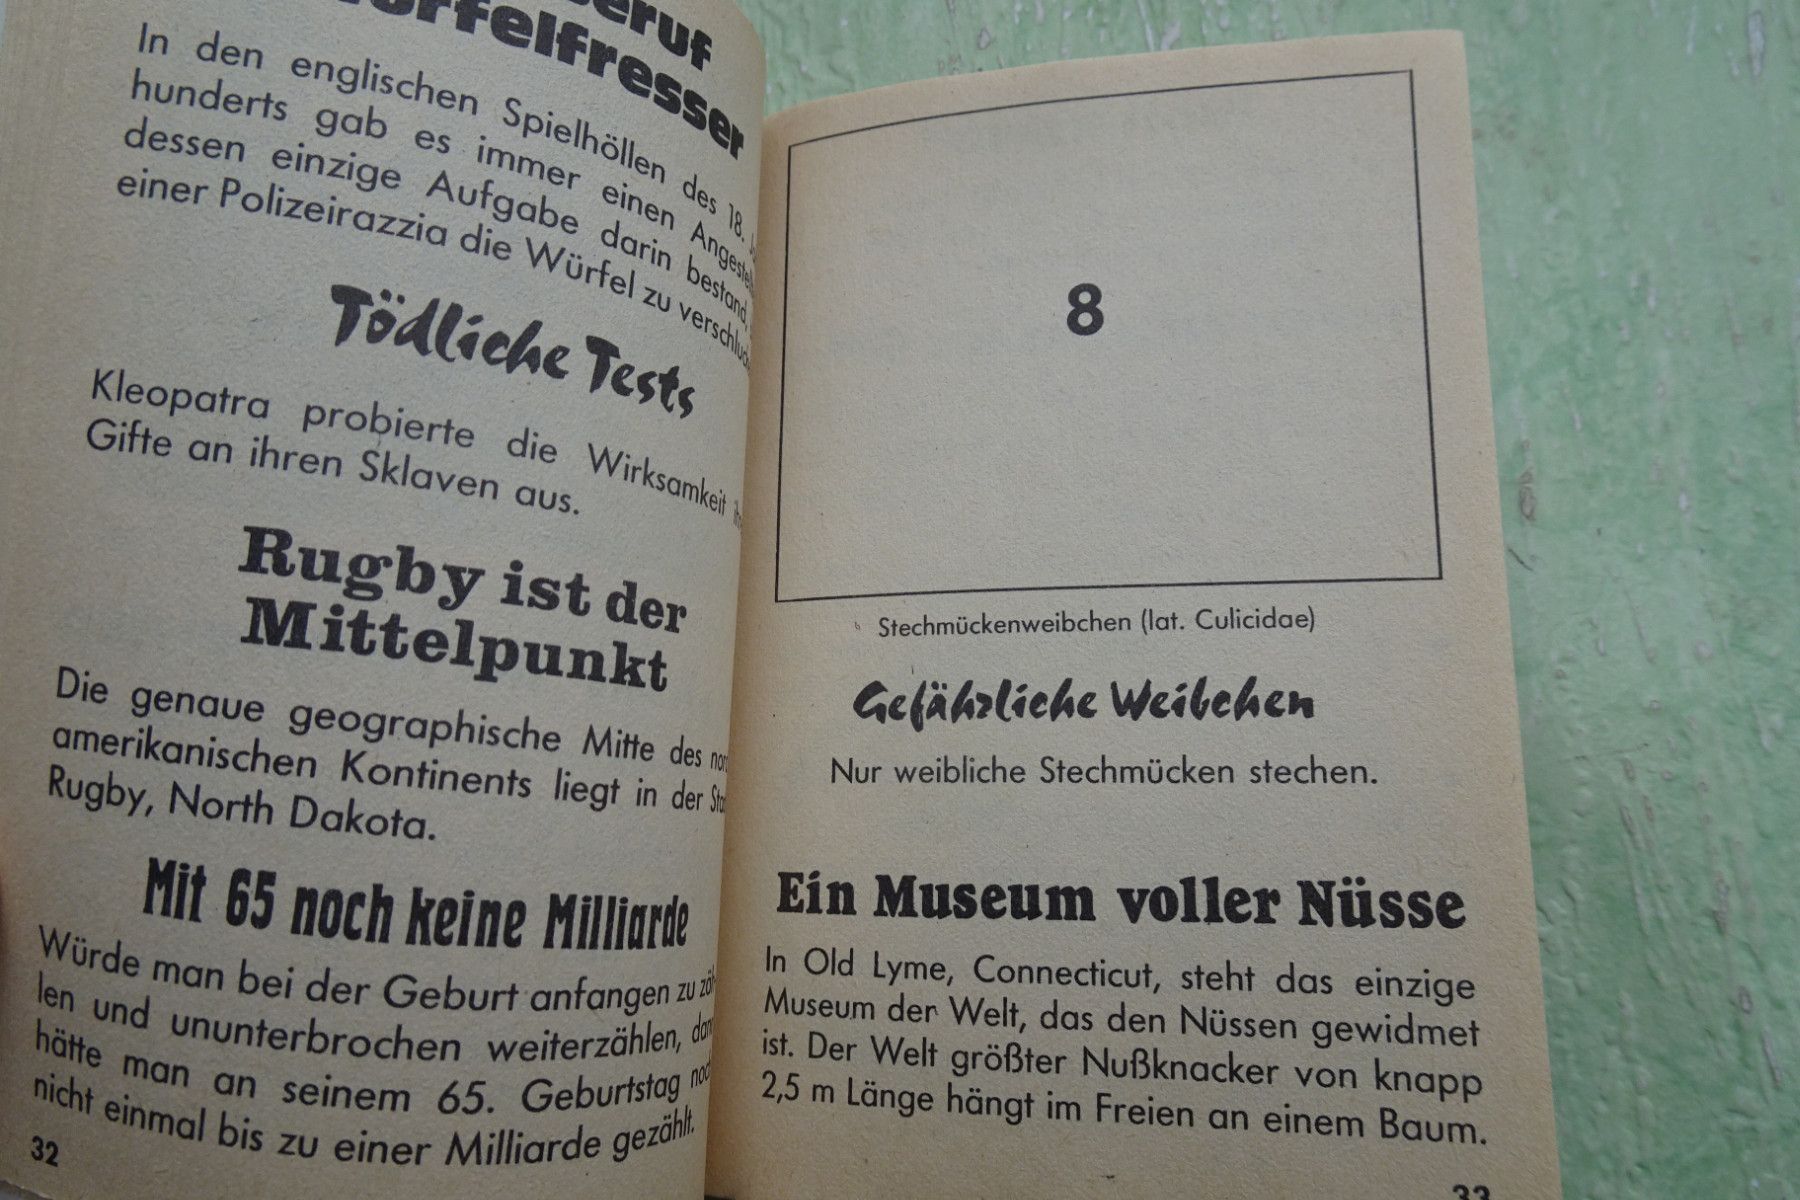 In den englischen Spielhöllen des 18.
hunderts gab es immer einen
dessen einzige Aufgabe darin bestand,
einer Polizeirazzia die Würfel zu
Tödliche Tests
Kleopatra probierte die Wirksamkeit
Gifte an ihren Sklaven aus.
Rugby ist der
Mittelpunkt
Die genaue geographische Mitte des
amerikanischen Kontinents liegt in der
Rugby, North Dakota.
Mit 65 noch keine Milliarde
Würde man bei der Geburt anfangen zu zäh-
len und ununterbrochen weiterzählen,
hätte man an seinem 65. Geburtstag
nicht einmal bis zu einer Milliarde gezählt.
32
8
Stechmückenweibchen (lat. Culicidae)
Gefährliche Weibchen
Nur weibliche Stechmücken stechen.
Ein Museum voller Nüsse
In Old Lyme, Connecticut, steht das einzige
Museum der Welt, das den Nüssen gewidmet
ist. Der Welt größter Nußknacker von knapp
2,5 m Länge hängt im Freien an einem Baum.
33